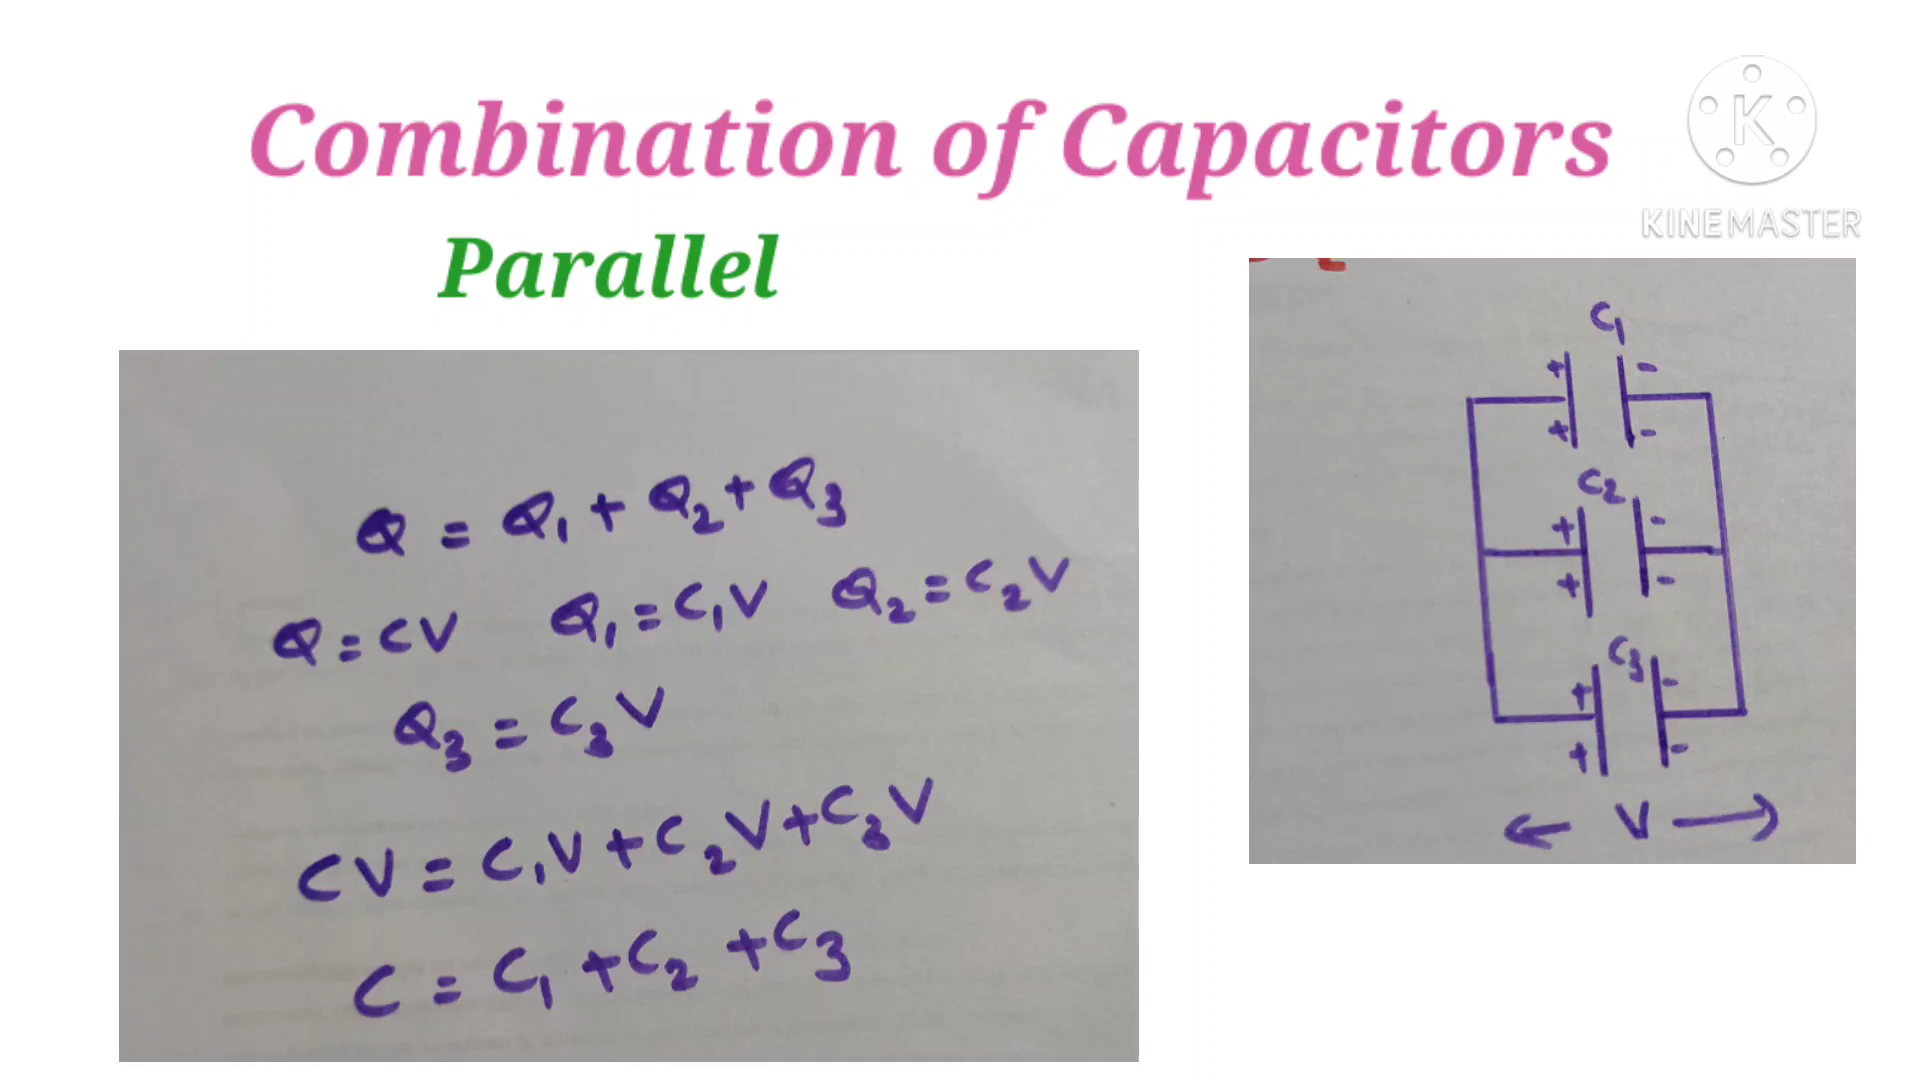 Combination of Capacitors
K
KINEMASTER
Parallel
Q = Q₁ + Q₂ + Q₃
Q = CV Q₁ = C₁V Q₂ = C₂V
Q₃ = C₃V
CV = C₁V + C₂V + C₃V
C = C₁ + C₂ + C₃
C₁
+ -
+ -
C₂
+ -
+ -
C₃
+ -
+ -
← V →